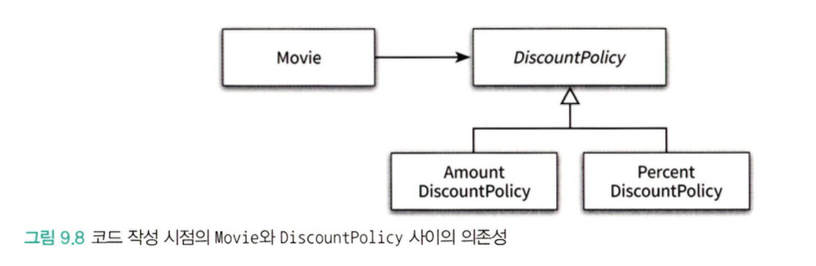 Movie
DiscountPolicy
Amount
DiscountPolicy
Percent
DiscountPolicy
그림 9.8 코드 작성 시점의 Movie와 DiscountPolicy 사이의 의존성